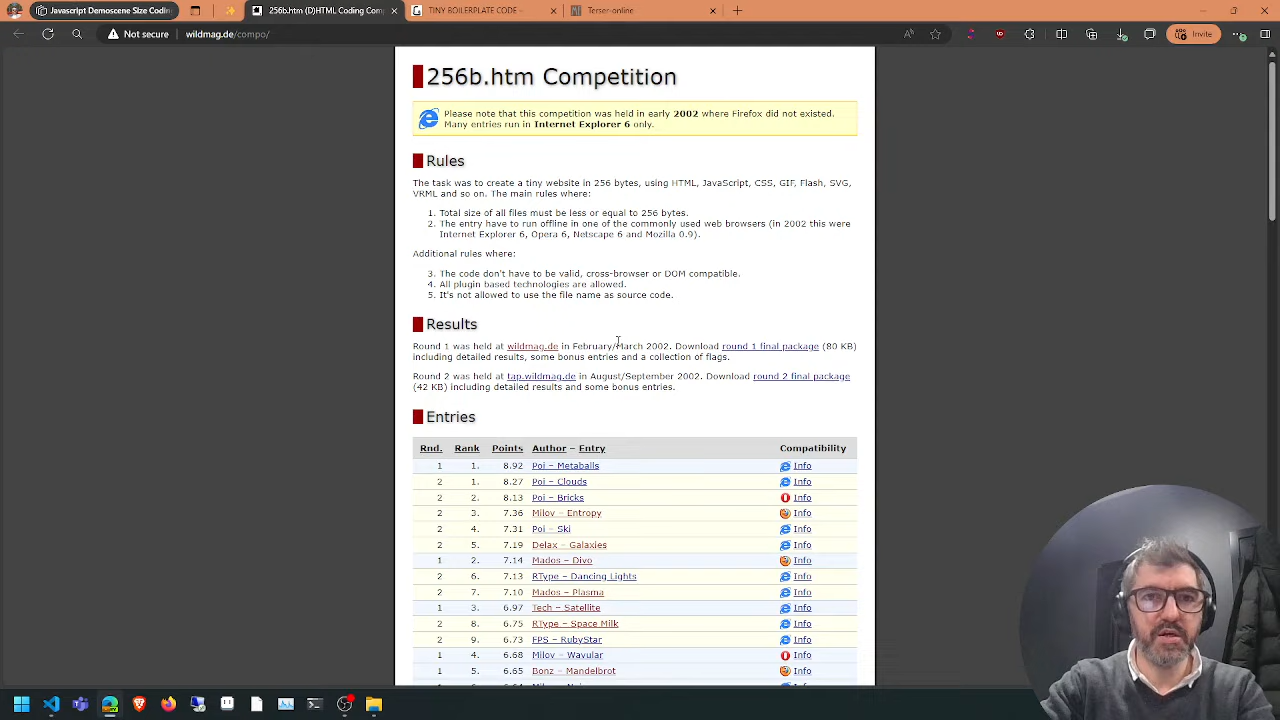 Javascript Demoscene Size Codin
256b.htm (D)HTML Coding Com
TINY BOILERPLATE CODE –
Terser-online
Not secure
wildmag.de/compo/
Invite
256b.htm Competition
Please note that this competition was held in early 2002 where Firefox did not existed.
Many entries run in Internet Explorer 6 only.
Rules
The task was to create a tiny website in 256 bytes, using HTML, JavaScript, CSS, GIF, Flash, SVG,
VRML and so on. The main rules where:
1. Total size of all files must be less or equal to 256 bytes.
2. The entry have to run offline in one of the commonly used web browsers (in 2002 this were
Internet Explorer 6, Opera 6, Netscape 6 and Mozilla 0.9).
Additional rules where:
3. The code don't have to be valid, cross-browser or DOM compatible.
4. All plugin based technologies are allowed.
5. It's not allowed to use the file name as source code.
Results
Round 1 was held at wildmag.de in February/March 2002. Download round 1 final package (80 KB)
including detailed results, some bonus entries and a collection of flags.
Round 2 was held at tap.wildmag.de in August/September 2002. Download round 2 final package
(42 KB) including detailed results and some bonus entries.
Entries
Rnd. Rank Points Author – Entry Compatibility
1 1. 8.92 Poi – Metaballs Info
2 1. 8.27 Poi – Clouds Info
2 2. 8.13 Poi – Bricks Info
2 3. 7.36 Milov – Entropy Info
2 4. 7.31 Poi – Ski Info
2 5. 7.19 Delax – Galaxies Info
1 2. 7.14 Mados – Divo Info
2 6. 7.13 RType – Dancing Lights Info
2 7. 7.10 Mados – Plasma Info
1 3. 6.97 Tech – Satellite Info
2 8. 6.75 RType – Space Milk Info
2 9. 6.73 FPS – RubyStar Info
1 4. 6.68 Milov – Wavular Info
1 5. 6.65 Bonz – Mandelbrot Info